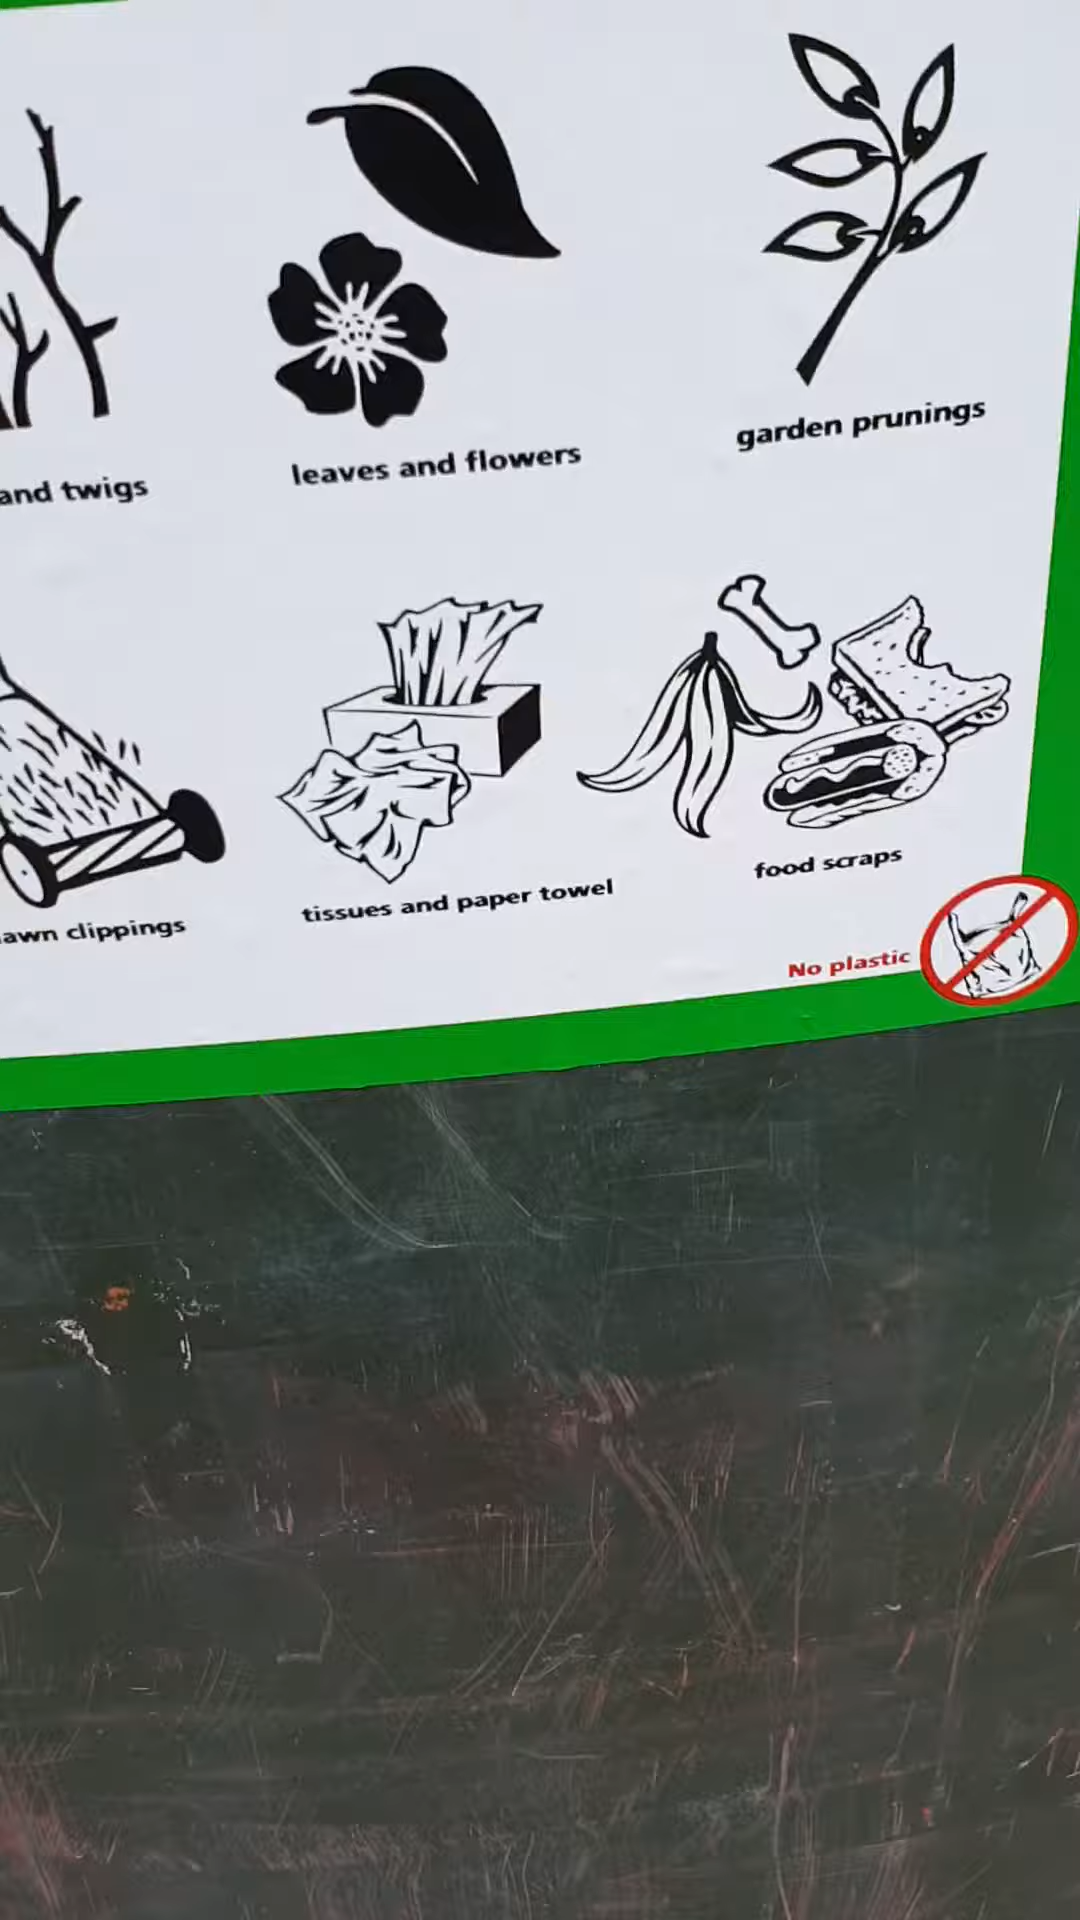 and twigs
leaves and flowers
garden prunings
lawn clippings
tissues and paper towel
food scraps
No plastic